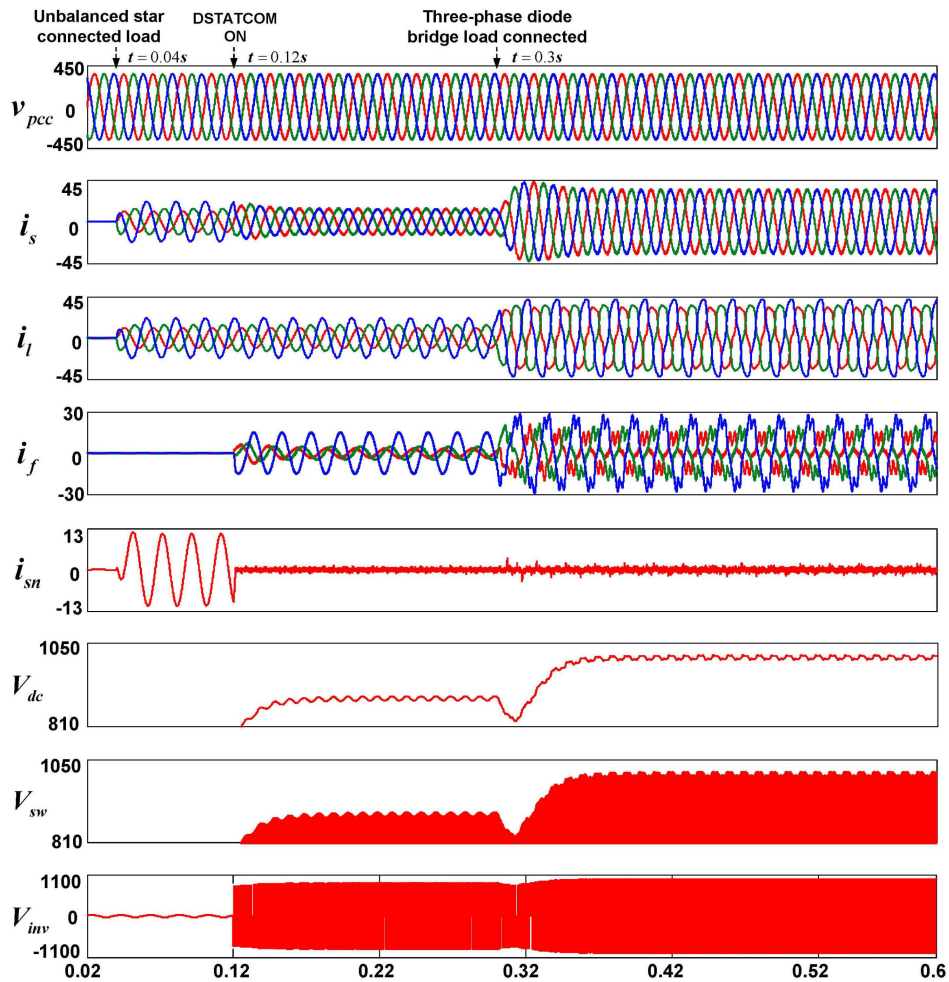 Unbalanced star
connected load
DSTATCOM
ON
Three-phase diode
bridge load connected
t = 0.04s
t = 0.12s
t = 0.3s
450
0
-450
v_pcc
45
0
-45
i_s
45
0
-45
i_l
30
0
-30
i_f
13
0
-13
i_sn
1050
810
V_dc
1050
810
V_sw
1100
0
-1100
V_inv
0.02 0.12 0.22 0.32 0.42 0.52 0.6